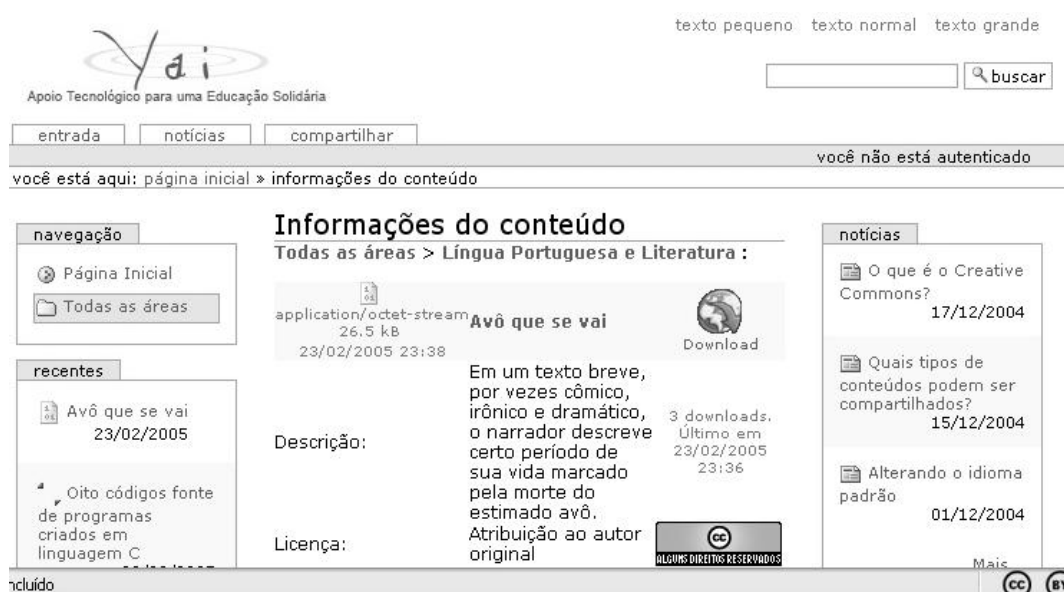 texto pequeno texto normal texto grande
Yai
Apoio Tecnológico para uma Educação Solidária
buscar
entrada notícias compartilhar
você não está autenticado
você está aqui: página inicial » informações do conteúdo
navegação
Página Inicial
Todas as áreas
recentes
Avô que se vai
23/02/2005
Oito códigos fonte
de programas
criados em
linguagem C
Informações do conteúdo
Todas as áreas > Língua Portuguesa e Literatura :
application/octet-stream
26.5 kB
23/02/2005 23:38
Avô que se vai
Download
Descrição:
Em um texto breve,
por vezes cômico,
irônico e dramático,
o narrador descreve
certo período de
sua vida marcado
pela morte do
estimado avô.
3 downloads.
Último em
23/02/2005
23:36
Licença:
Atribuição ao autor
original
cc
ALGUNS DIREITOS RESERVADOS
notícias
O que é o Creative
Commons?
17/12/2004
Quais tipos de
conteúdos podem ser
compartilhados?
15/12/2004
Alterando o idioma
padrão
01/12/2004
Mais
ncluído
cc BY